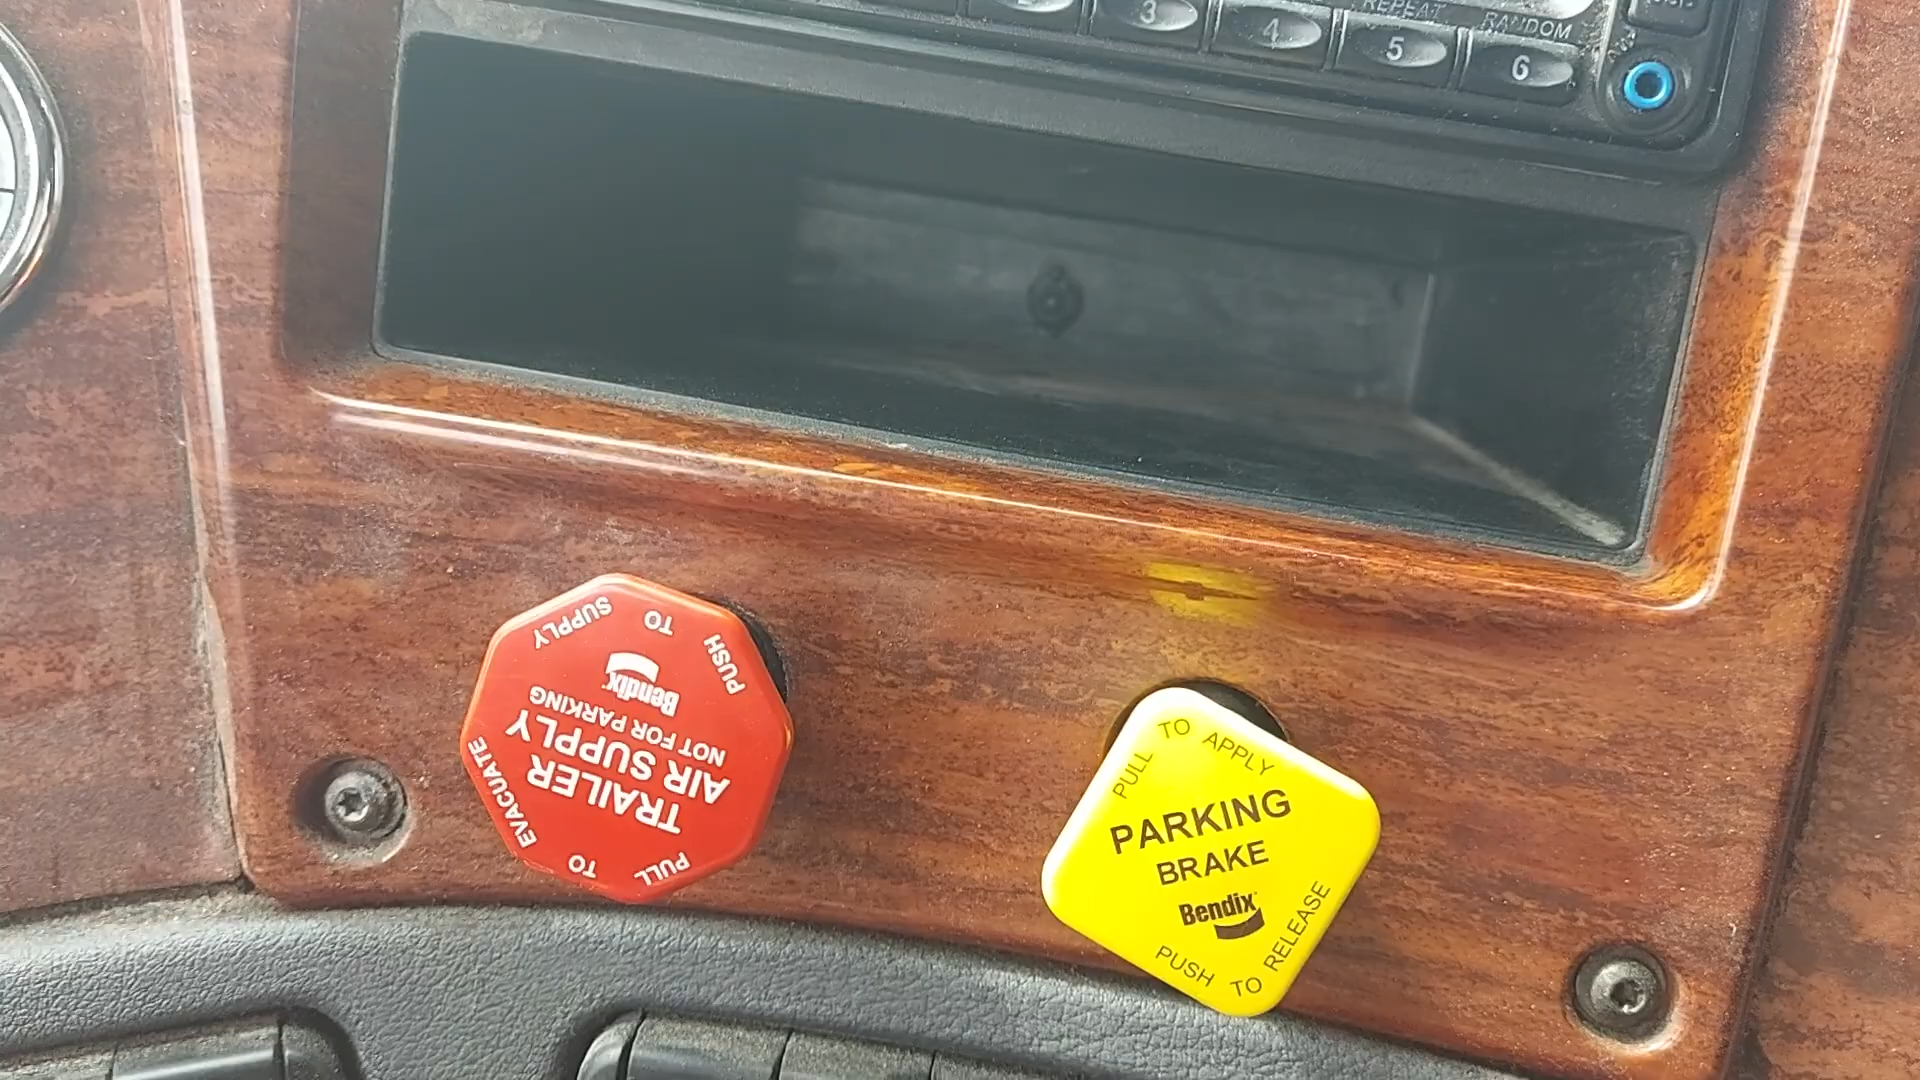 3
4
REPEAT
5
RANDOM
6
PUSH TO SUPPLY
Bendix
NOT FOR PARKING
TRAILER
AIR SUPPLY
PULL TO EVACUATE
PULL TO APPLY
PARKING
BRAKE
Bendix
PUSH TO RELEASE